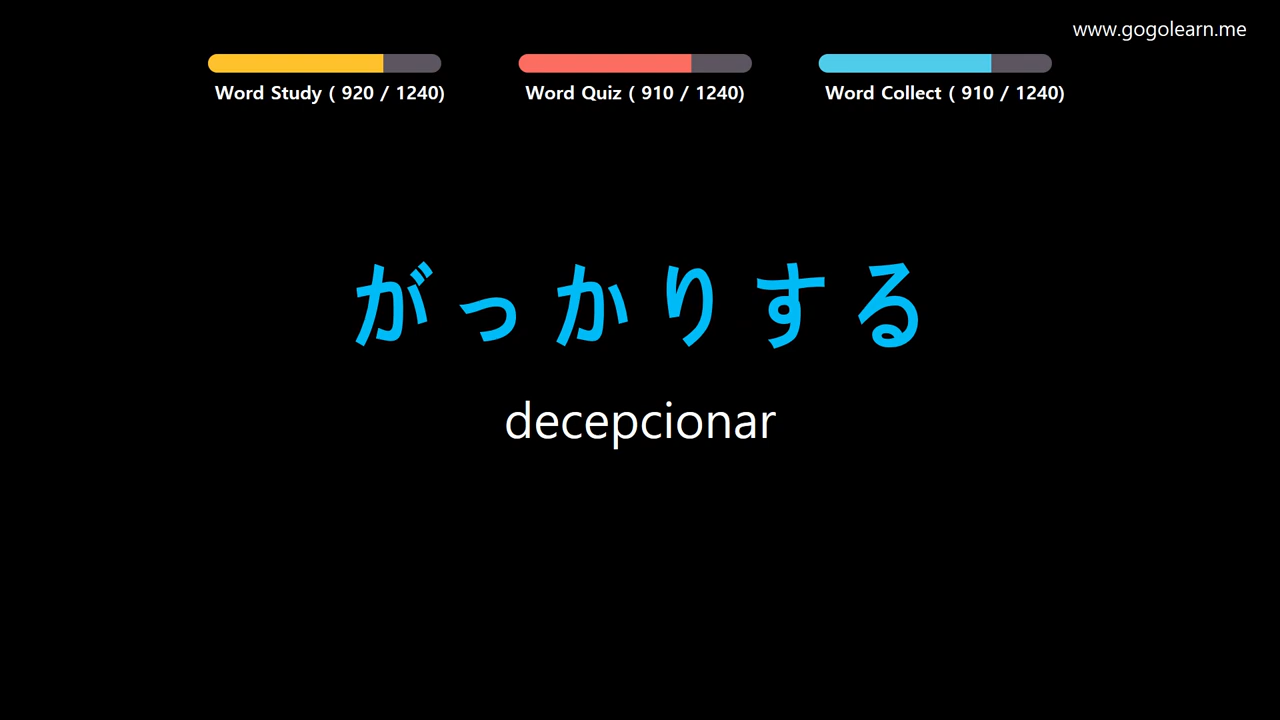 www.gogolearn.me
Word Study ( 920 / 1240)
Word Quiz ( 910 / 1240)
Word Collect ( 910 / 1240)
がっかりする
decepcionar